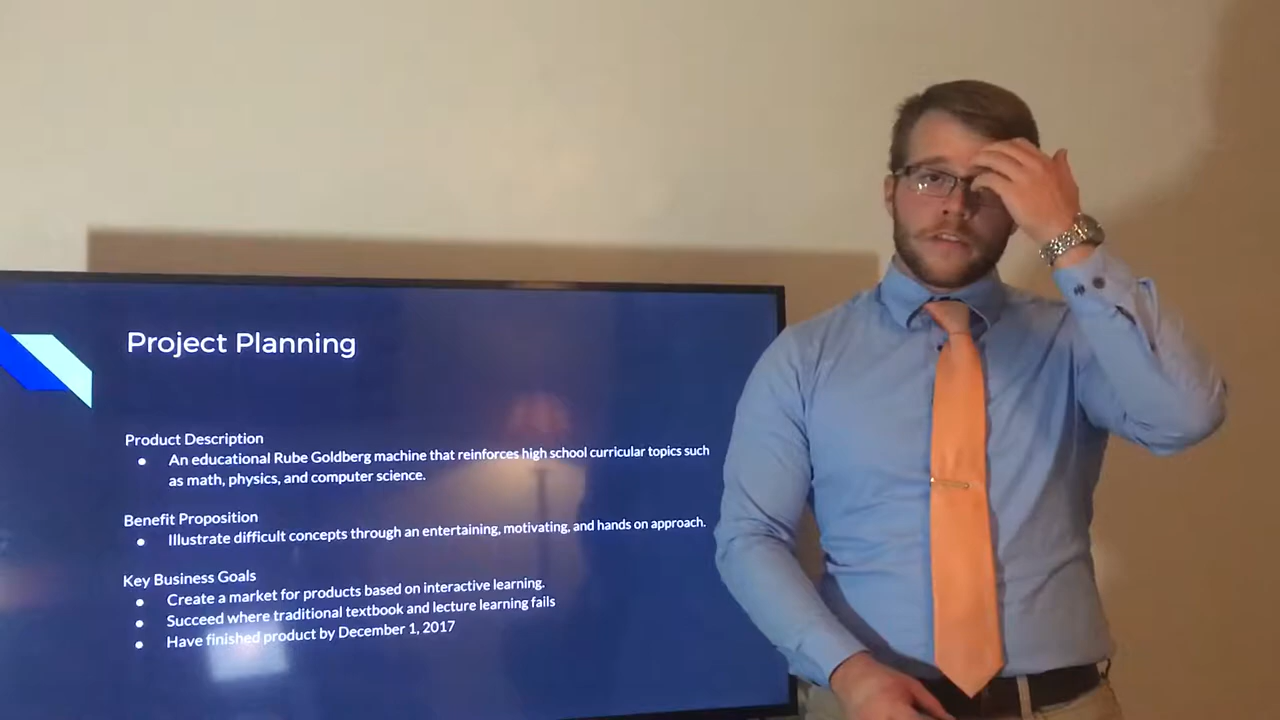 Project Planning
Product Description
● An educational Rube Goldberg machine that reinforces high school curricular topics such
as math, physics, and computer science.
Benefit Proposition
● Illustrate difficult concepts through an entertaining, motivating, and hands on approach.
Key Business Goals
● Create a market for products based on interactive learning.
● Succeed where traditional textbook and lecture learning fails
● Have finished product by December 1, 2017